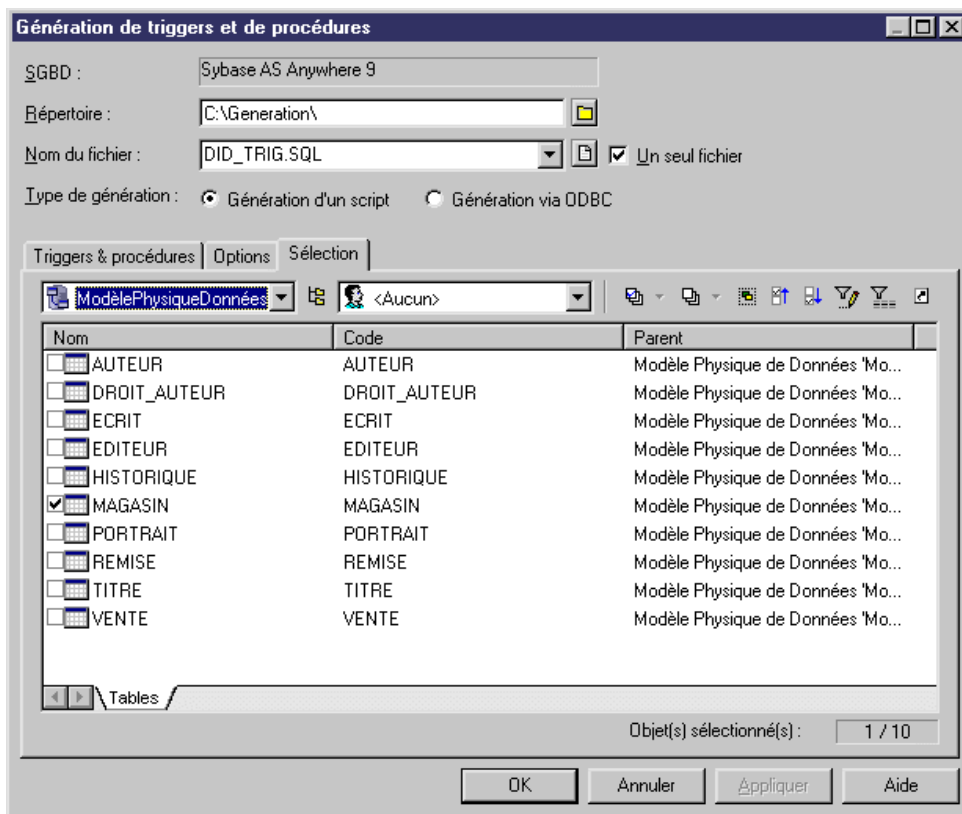 Génération de triggers et de procédures
SGBD : Sybase AS Anywhere 9
Répertoire : C:\Generation\
Nom du fichier : DID_TRIG.SQL Un seul fichier
Type de génération : Génération d'un script Génération via ODBC
Triggers & procédures Options Sélection
ModèlePhysiqueDonnées <Aucun>
Nom Code Parent
AUTEUR AUTEUR Modèle Physique de Données 'Mo...
DROIT_AUTEUR DROIT_AUTEUR Modèle Physique de Données 'Mo...
ECRIT ECRIT Modèle Physique de Données 'Mo...
EDITEUR EDITEUR Modèle Physique de Données 'Mo...
HISTORIQUE HISTORIQUE Modèle Physique de Données 'Mo...
MAGASIN MAGASIN Modèle Physique de Données 'Mo...
PORTRAIT PORTRAIT Modèle Physique de Données 'Mo...
REMISE REMISE Modèle Physique de Données 'Mo...
TITRE TITRE Modèle Physique de Données 'Mo...
VENTE VENTE Modèle Physique de Données 'Mo...
Tables
Objet(s) sélectionné(s) : 1 / 10
OK Annuler Appliquer Aide